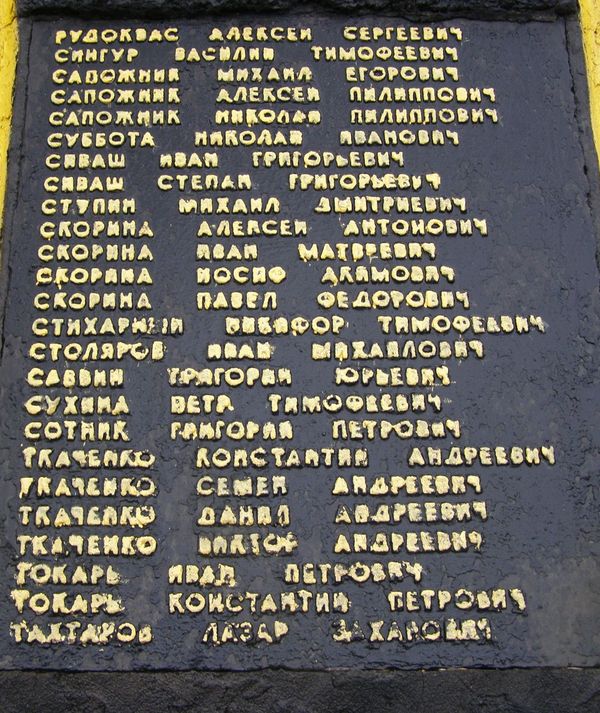 РУДОКВАС АЛЕКСЕЙ СЕРГЕЕВИЧ
СИНГУР ВАСИЛИЙ ТИМОФЕЕВИЧ
САПОЖНИК МИХАИЛ ЕГОРОВИЧ
САПОЖНИК АЛЕКСЕЙ ПИЛИППОВИЧ
САПОЖНИК НИКОЛАЙ ПИЛИППОВИЧ
СУББОТА НИКОЛАЙ ИВАНОВИЧ
СИВАШ ИВАН ГРИГОРЬЕВИЧ
СИВАШ СТЕПАН ГРИГОРЬЕВИЧ
СТУПИН МИХАИЛ ДМИТРИЕВИЧ
СКОРИНА АЛЕКСЕЙ АНТОНОВИЧ
СКОРИНА ИВАН МАТВЕЕВИЧ
СКОРИНА ИОСИФ АКИМОВИЧ
СКОРИНА ПАВЕЛ ФЕДОРОВИЧ
СТИХАРНЫЙ НИКИФОР ТИМОФЕЕВИЧ
СТОЛЯРОВ ИВАН МИХАЙЛОВИЧ
САВВИН ГРИГОРИЙ ЮРЬЕВИЧ
СУХИНА ПЕТР ТИМОФЕЕВИЧ
СОТНИК ГРИГОРИЙ ПЕТРОВИЧ
ТКАЧЕНКО КОНСТАНТИН АНДРЕЕВИЧ
ТКАЧЕНКО СЕМЕН АНДРЕЕВИЧ
ТКАЧЕНКО ДАНИЛ АНДРЕЕВИЧ
ТКАЧЕНКО ВИКТОР АНДРЕЕВИЧ
ТОКАРЬ ИВАН ПЕТРОВИЧ
ТОКАРЬ КОНСТАНТИН ПЕТРОВИЧ
ТАХТАРОВ ЛАЗАР ЗАХАРОВИЧ